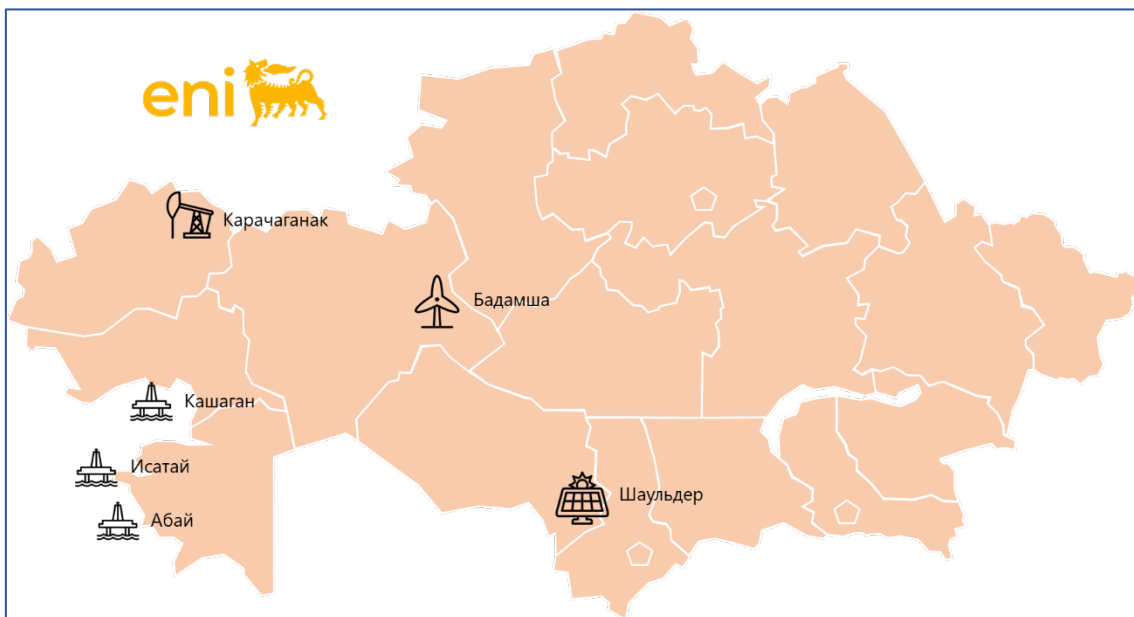 eni
Карачаганак
Бадамша
Кашаган
Исатай
Шаульдер
Абай